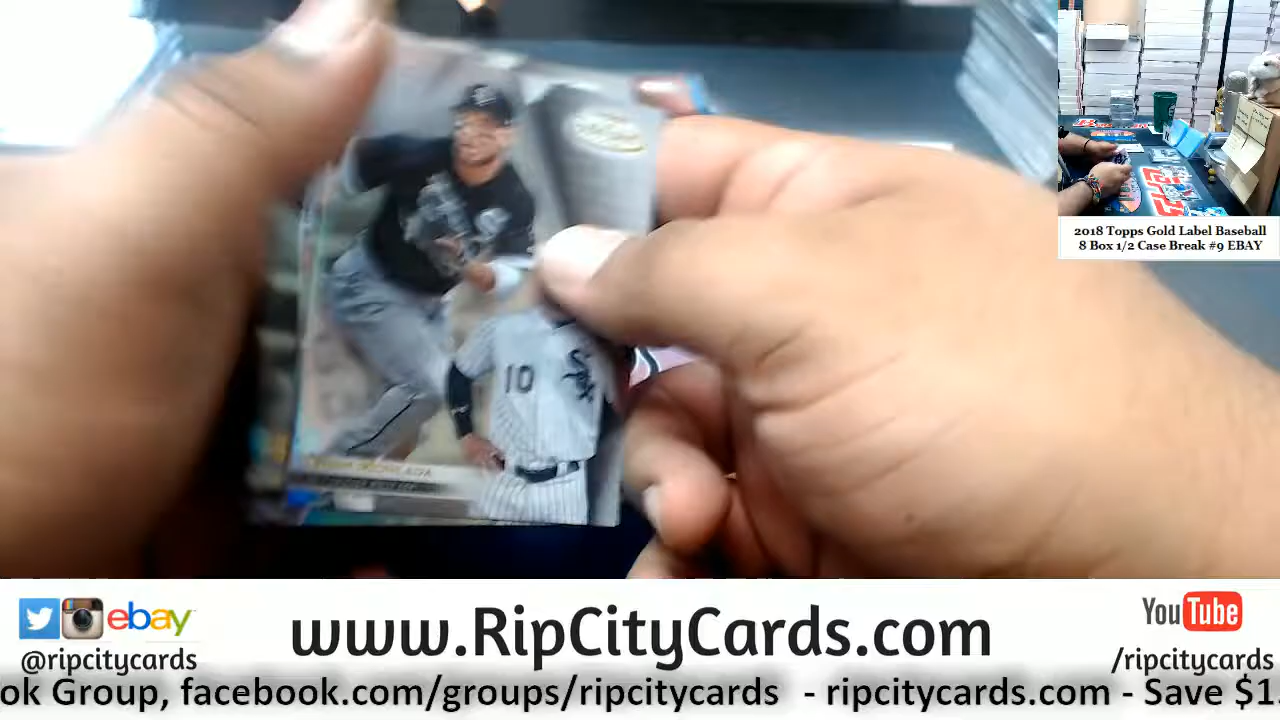 10
Sox
2018 Topps Gold Label Baseball
8 Box 1/2 Case Break #9 EBAY
ebay
@ripcitycards
www.RipCityCards.com
YouTube
/ripcitycards
ok Group, facebook.com/groups/ripcitycards - ripcitycards.com - Save $1.